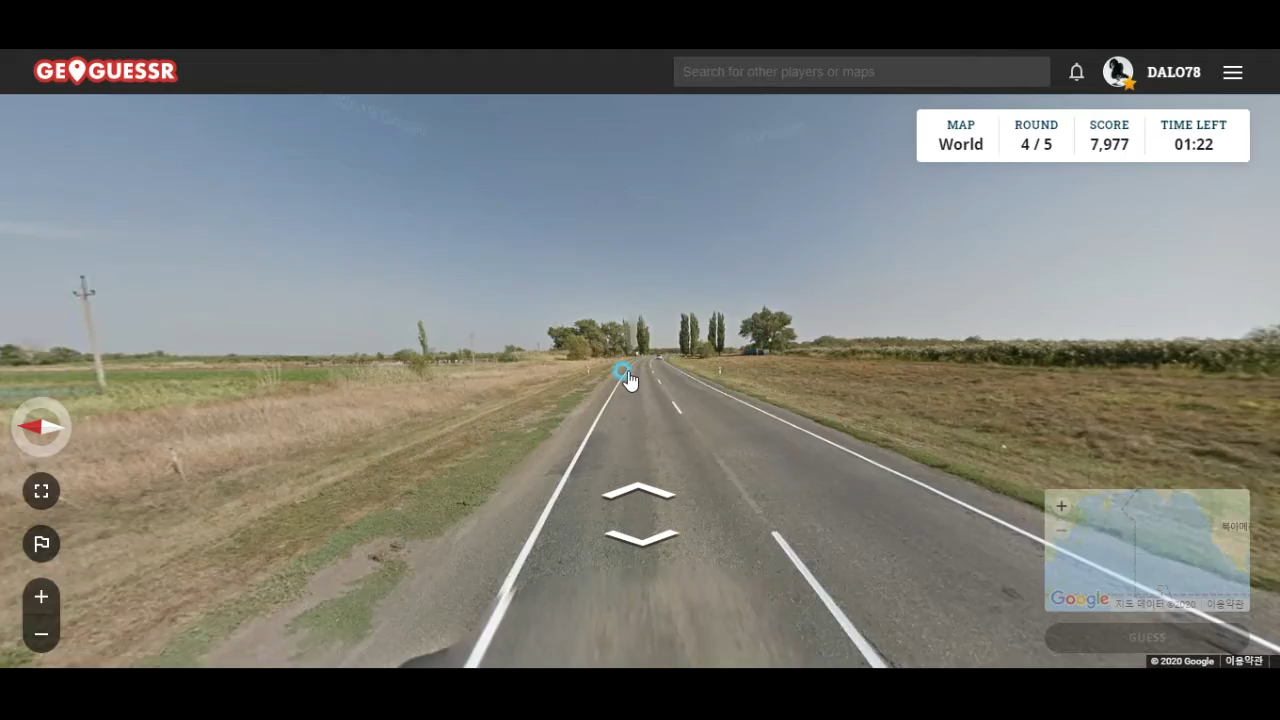 GEOGUESSR
Search for other players or maps
DALO78
MAP
World
ROUND
4 / 5
SCORE
7,977
TIME LEFT
01:22
Google
지도 데이터 ©2020
이용약관
GUESS
© 2020 Google
이용약관